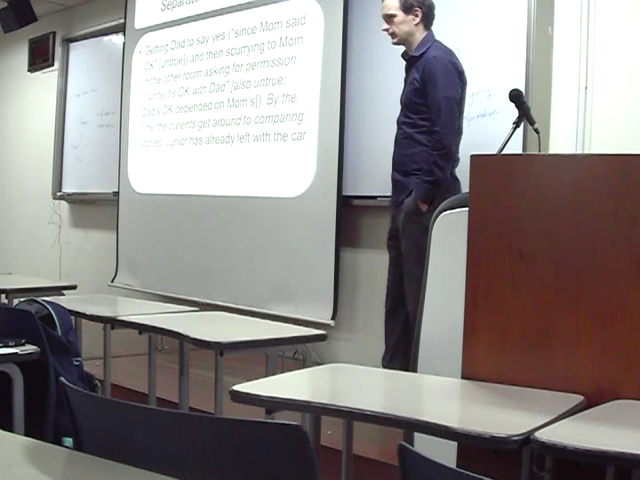 Separate
• Getting Dad to say yes ("since Mom said
OK" [untrue]) and then scurrying to Mom
in the other room asking for permission
"since it's OK with Dad" [also untue;
Dad's OK depended on Mom's]). By the
time the parents get around to comparing
stories, Junior has already left with the car